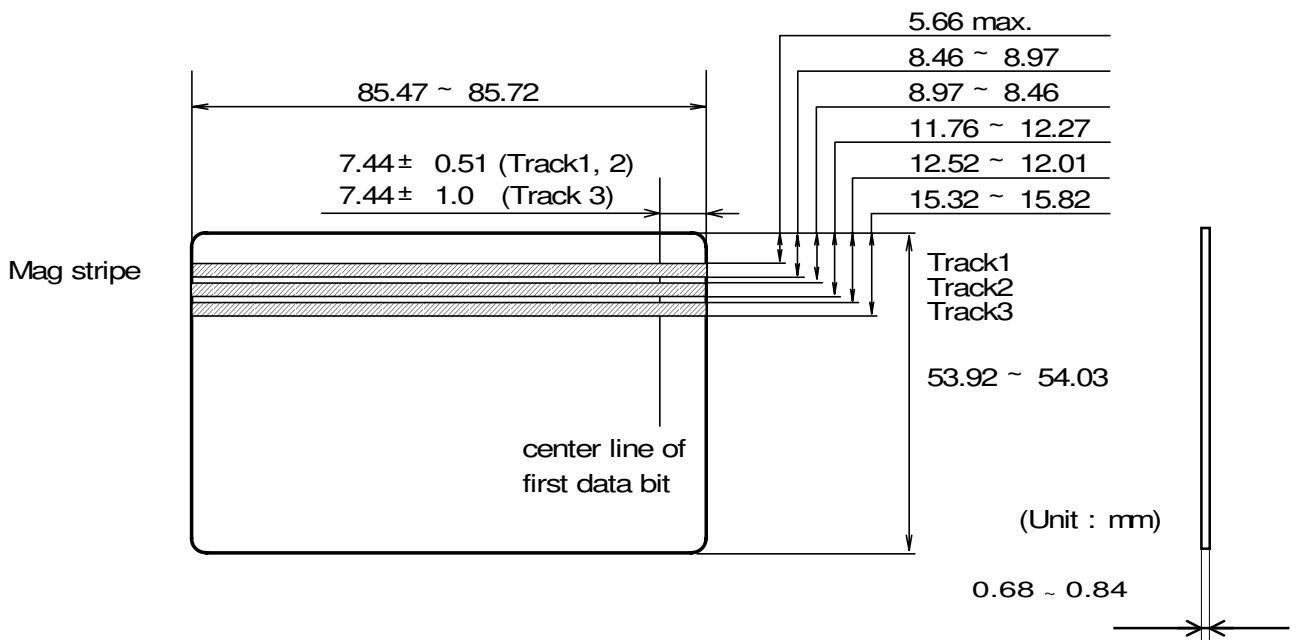 5.66 max.
8.46 ~ 8.97
85.47 ~ 85.72
8.97 ~ 8.46
11.76 ~ 12.27
7.44± 0.51 (Track1, 2)
12.52 ~ 12.01
7.44± 1.0 (Track 3)
15.32 ~ 15.82
Mag stripe
Track1
Track2
Track3
53.92 ~ 54.03
center line of
first data bit
(Unit : mm)
0.68 ~ 0.84